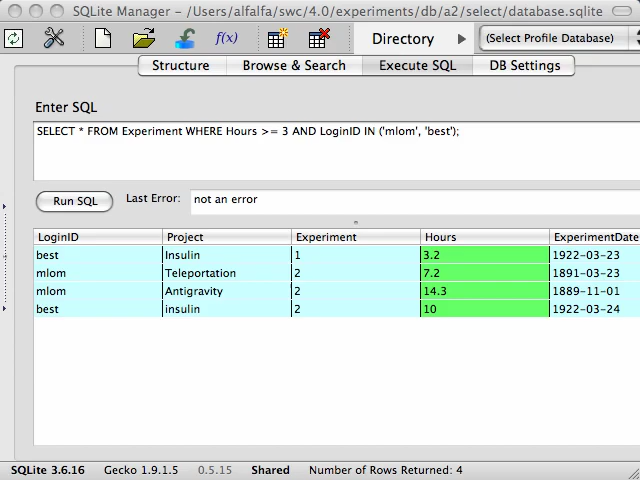 SQLite Manager – /Users/alfalfa/swc/4.0/experiments/db/a2/select/database.sqlite
f(x) Directory (Select Profile Database)
Structure Browse & Search Execute SQL DB Settings
Enter SQL
SELECT * FROM Experiment WHERE Hours >= 3 AND LoginID IN ('mlom', 'best');
Run SQL Last Error: not an error
LoginID Project Experiment Hours ExperimentDate
best Insulin 1 3.2 1922-03-23
mlom Teleportation 2 7.2 1891-03-23
mlom Antigravity 2 14.3 1889-11-01
best insulin 2 10 1922-03-24
SQLite 3.6.16 Gecko 1.9.1.5 0.5.15 Shared Number of Rows Returned: 4